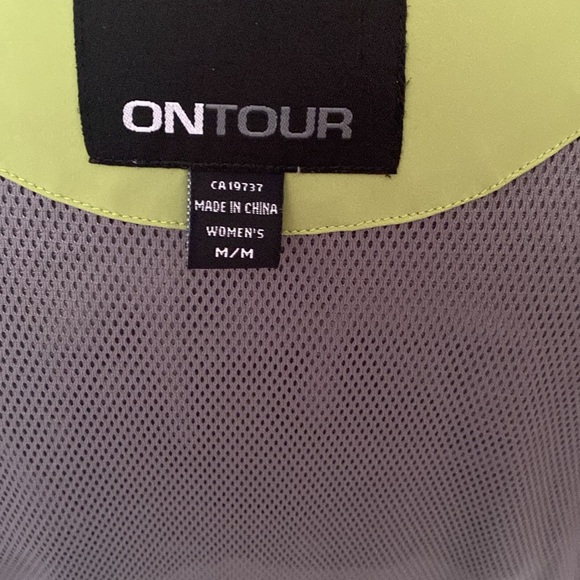 ONTOUR
CA19737
MADE IN CHINA
WOMEN'S
M/M